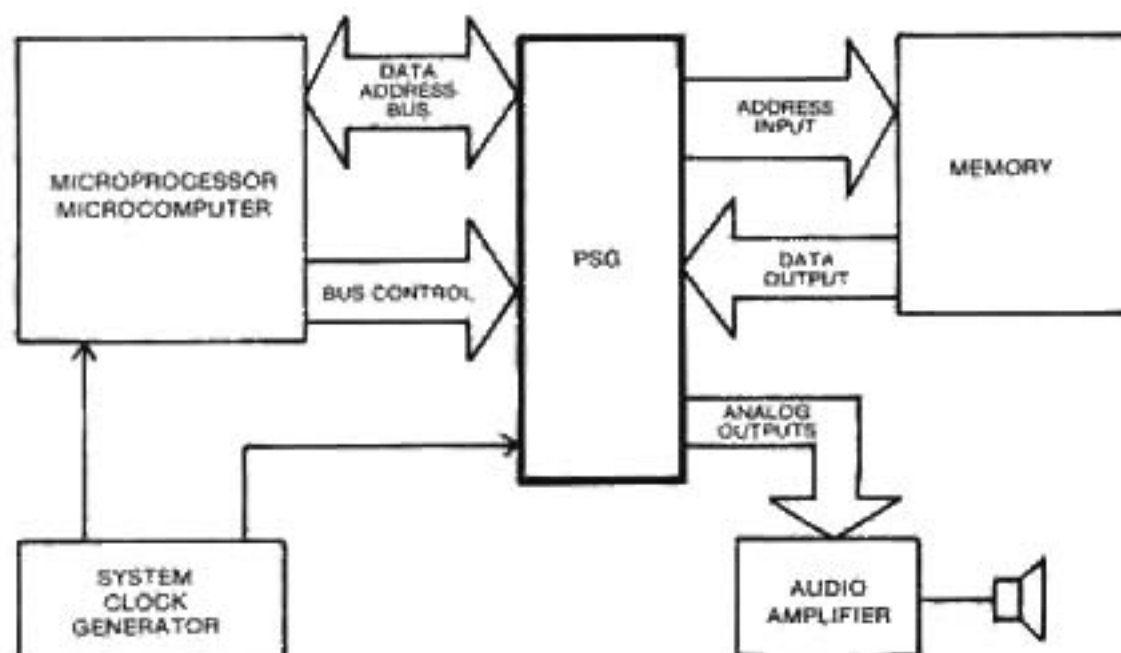 MICROPROCESSOR
MICROCOMPUTER
DATA
ADDRESS
BUS
BUS CONTROL
PSG
ADDRESS
INPUT
MEMORY
DATA
OUTPUT
ANALOG
OUTPUTS
SYSTEM
CLOCK
GENERATOR
AUDIO
AMPLIFIER